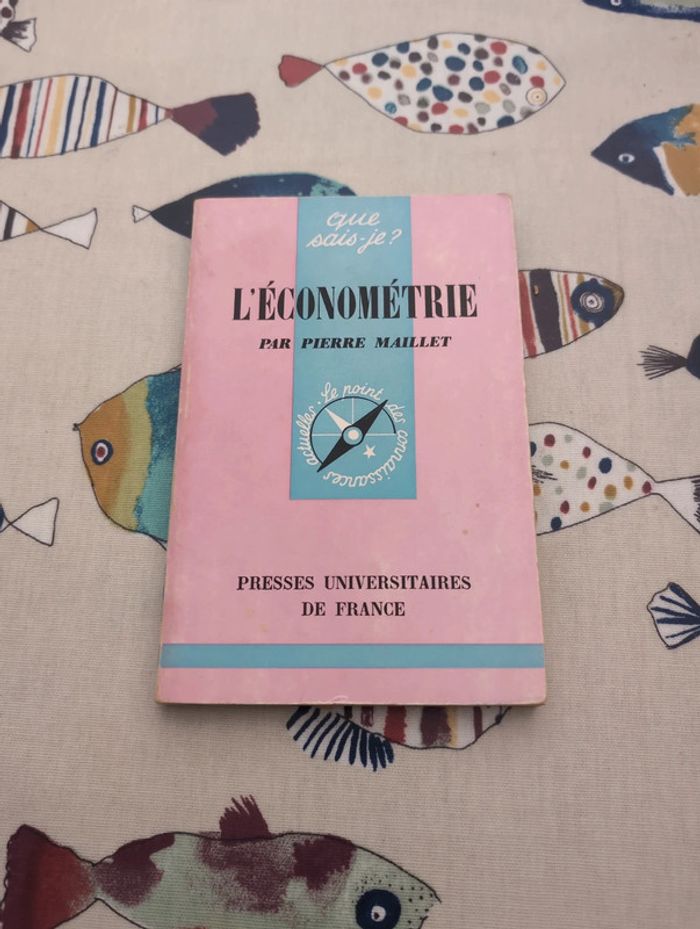 que
sais-je?
L'ÉCONOMÉTRIE
PAR PIERRE MAILLET
Le point des connaissances actuelles.
PRESSES UNIVERSITAIRES
DE FRANCE